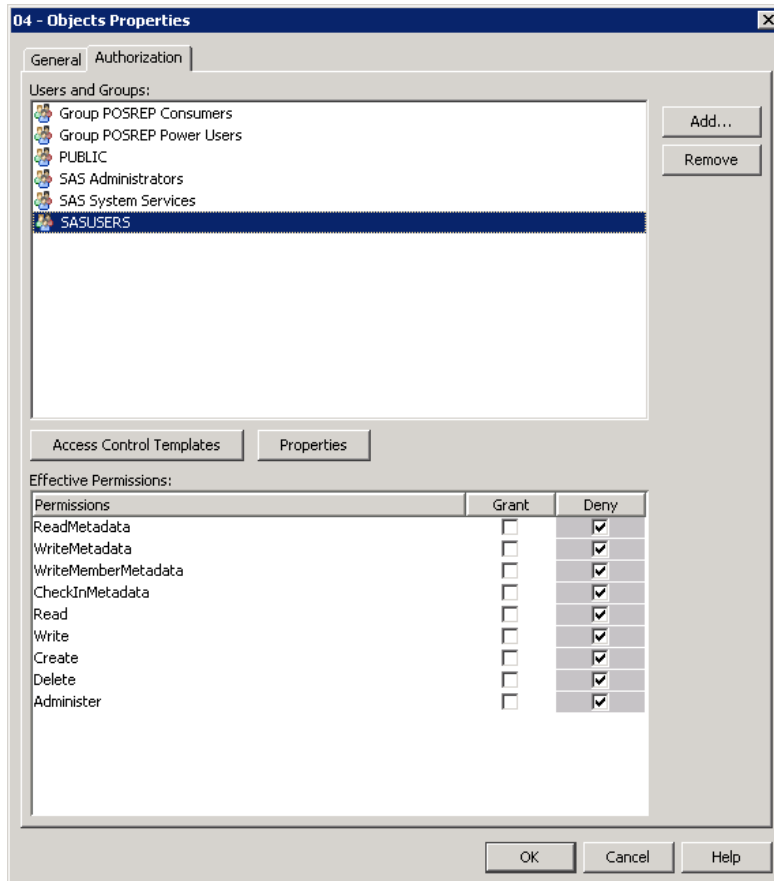 04 - Objects Properties
General Authorization
Users and Groups:
Group POSREP Consumers
Group POSREP Power Users
PUBLIC
SAS Administrators
SAS System Services
SASUSERS
Add...
Remove
Access Control Templates Properties
Effective Permissions:
Permissions Grant Deny
ReadMetadata
WriteMetadata
WriteMemberMetadata
CheckInMetadata
Read
Write
Create
Delete
Administer
OK Cancel Help